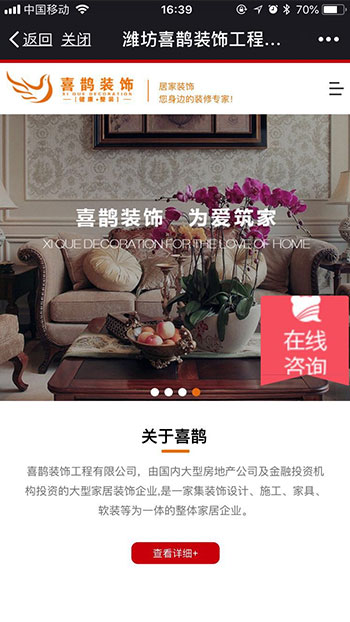 中国移动 16:39 70%
返回 关闭 潍坊喜鹊装饰工程...
喜鹊装饰
XI QUE DECORATION
[健康·整装]
居家装饰
您身边的装修专家!
喜鹊装饰 为爱筑家
XI QUE DECORATION FOR THE LOVE OF HOME
在线
咨询
关于喜鹊
喜鹊装饰工程有限公司，由国内大型房地产公司及金融投资机
构投资的大型家居装饰企业,是一家集装饰设计、施工、家具、
软装等为一体的整体家居企业。
查看详细+